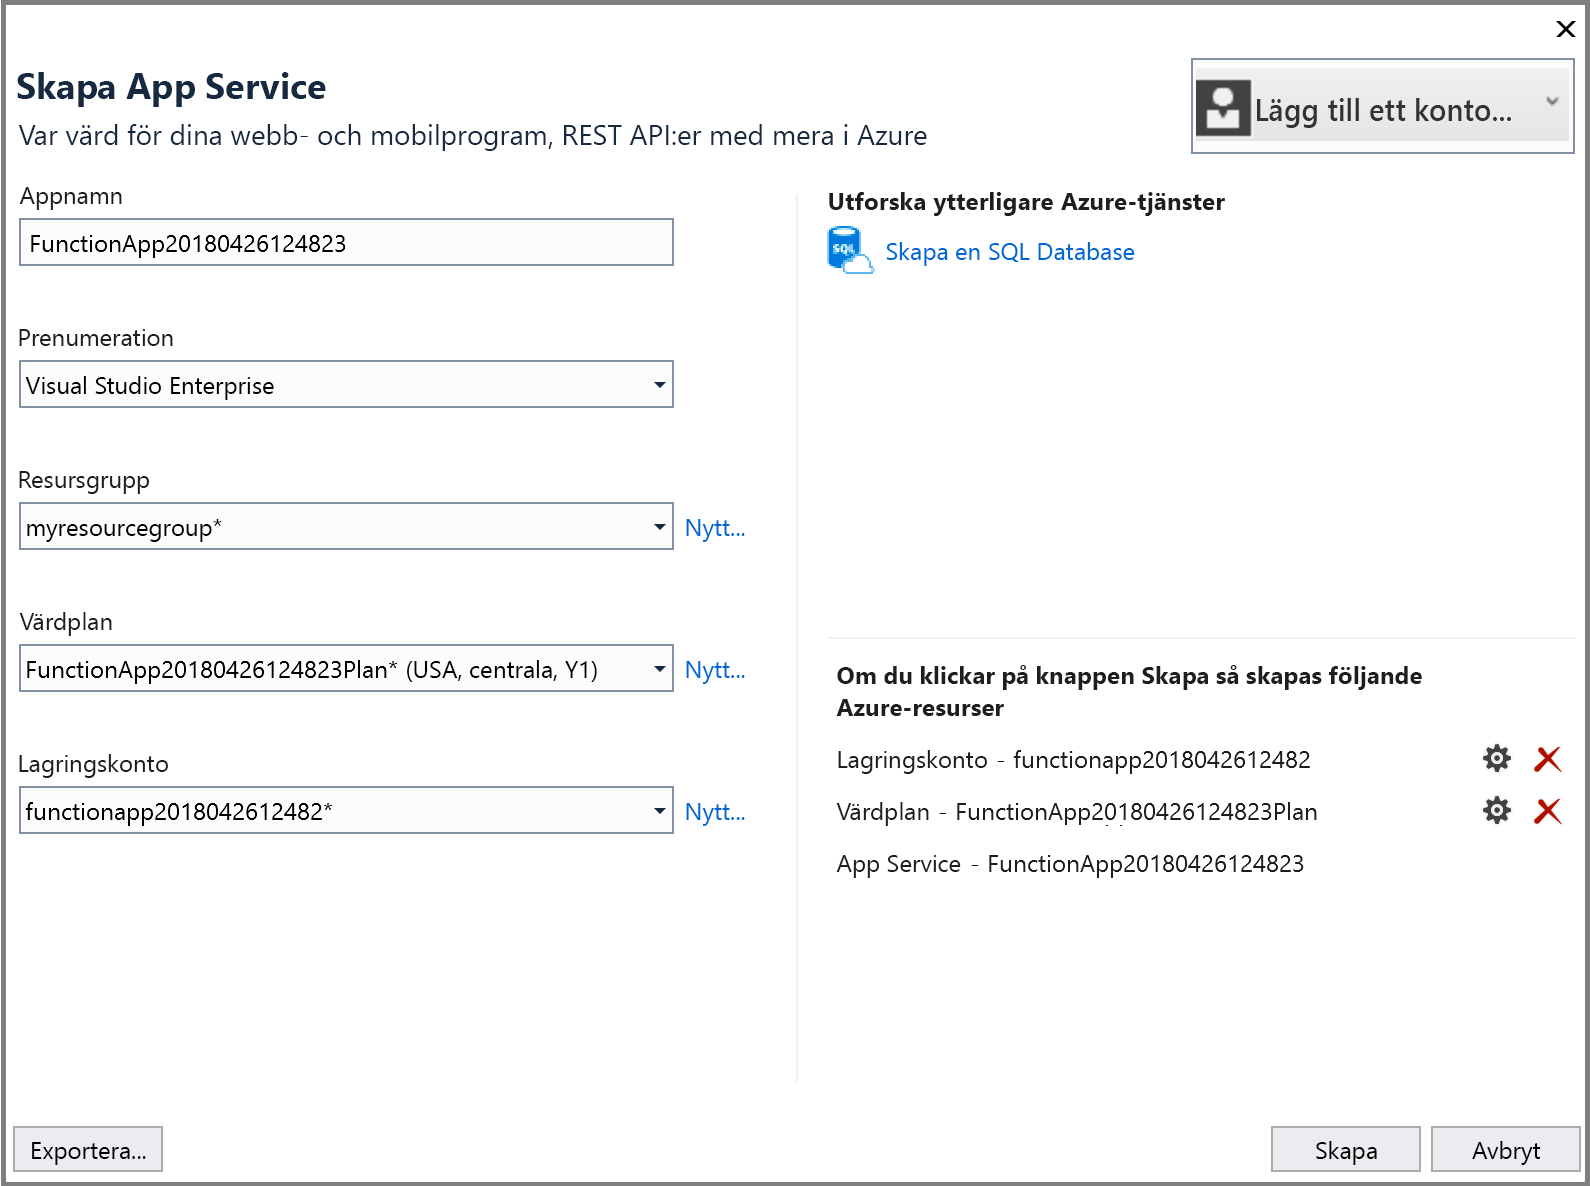 Skapa App Service
Var värd för dina webb- och mobilprogram, REST API:er med mera i Azure
Lägg till ett konto...
Appnamn
FunctionApp20180426124823
Prenumeration
Visual Studio Enterprise
Resursgrupp
myresourcegroup*
Nytt...
Värdplan
FunctionApp20180426124823Plan* (USA, centrala, Y1)
Nytt...
Lagringskonto
functionapp2018042612482*
Nytt...
Utforska ytterligare Azure-tjänster
SQL
Skapa en SQL Database
Om du klickar på knappen Skapa så skapas följande
Azure-resurser
Lagringskonto - functionapp2018042612482
Värdplan - FunctionApp20180426124823Plan
App Service - FunctionApp20180426124823
Exportera...
Skapa
Avbryt